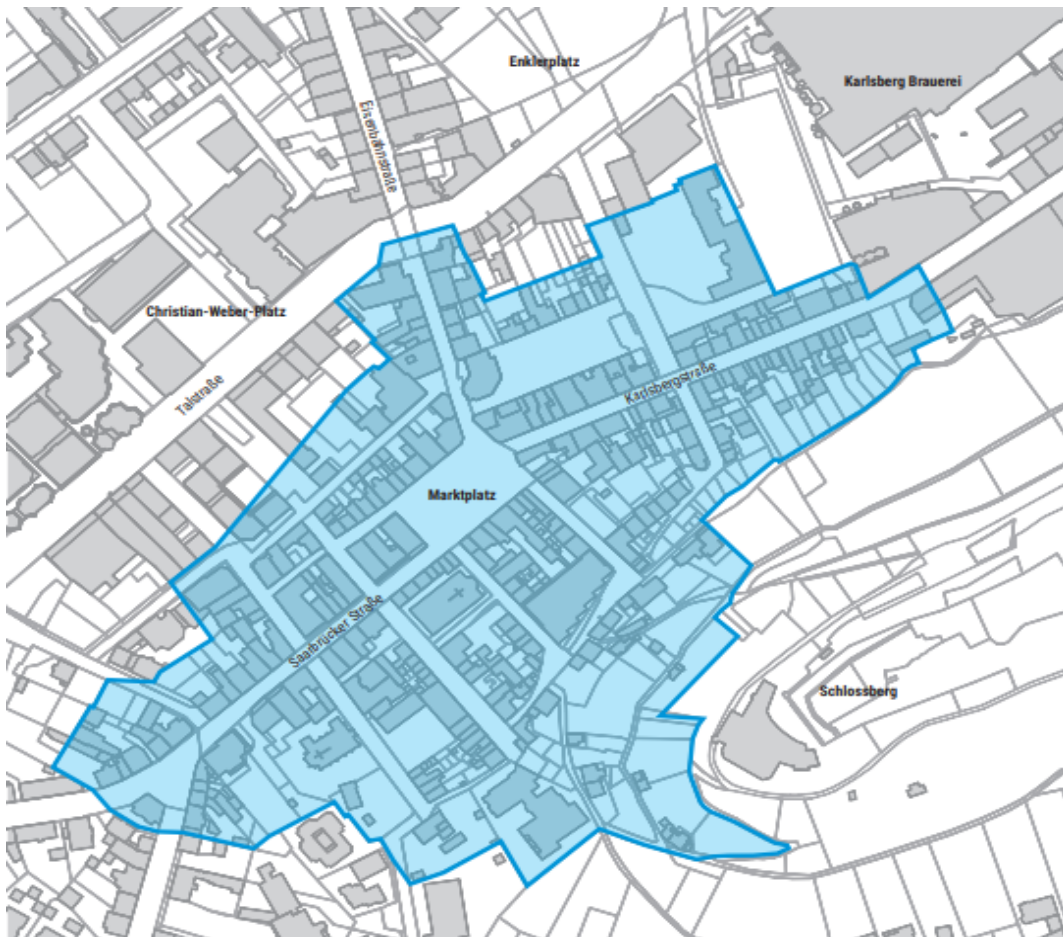 Enklerplatz
Karlsberg Brauerei
Eisenbahnstraße
Christian-Weber-Platz
Talstraße
Karlsbergstraße
Marktplatz
Saarbrücker Straße
Schlossberg